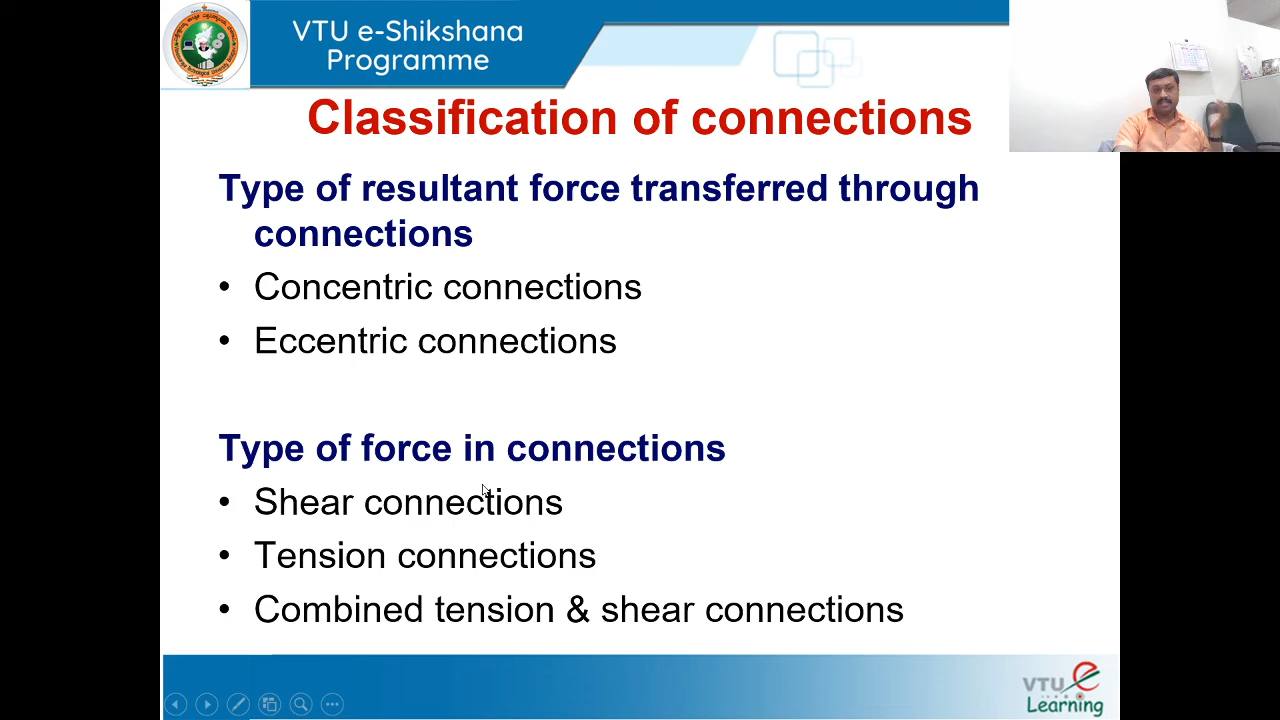 VTU e-Shikshana
Programme
Classification of connections
Type of resultant force transferred through
connections
• Concentric connections
• Eccentric connections
Type of force in connections
• Shear connections
• Tension connections
• Combined tension & shear connections
VTU e
Learning